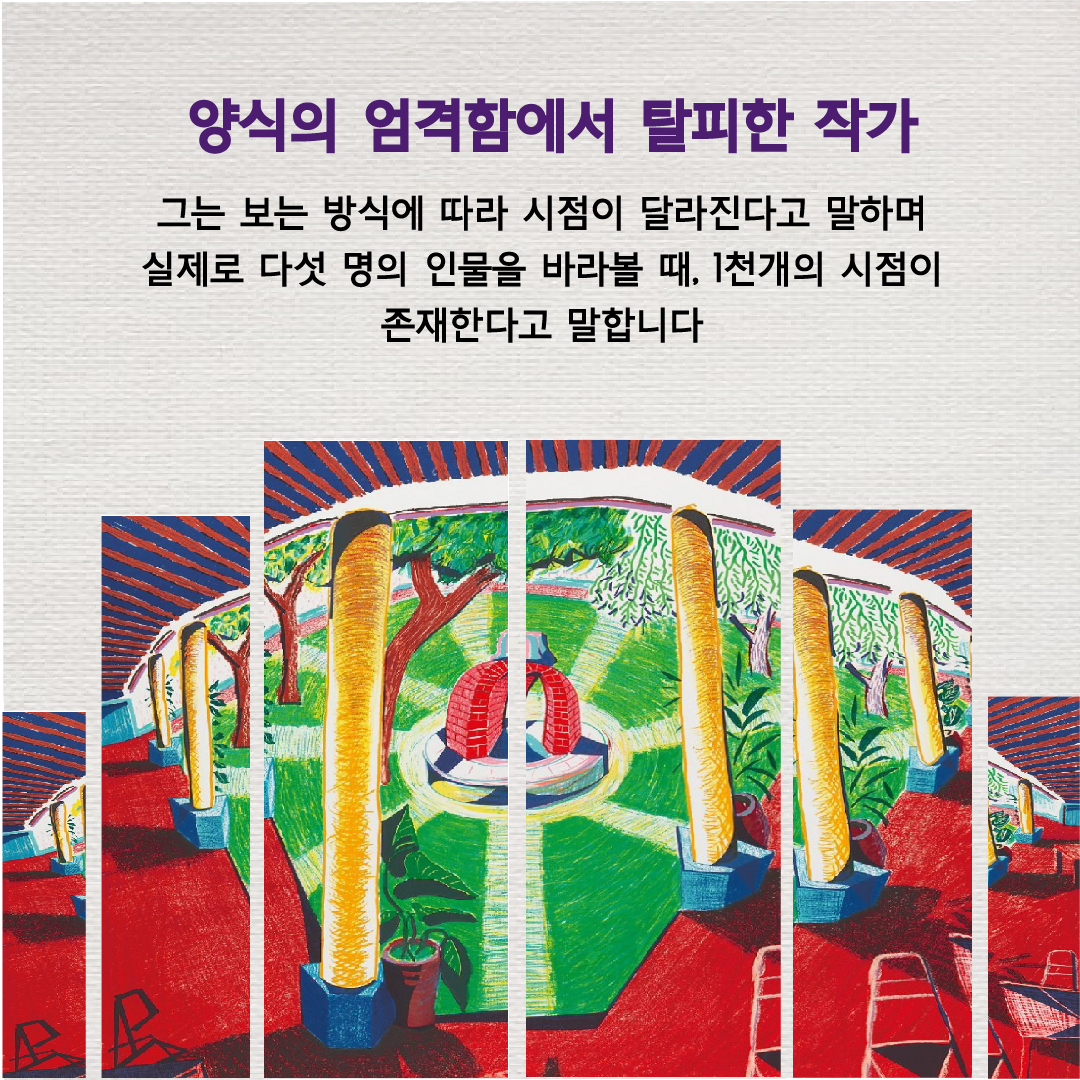 양식의 엄격함에서 탈피한 작가
그는 보는 방식에 따라 시점이 달라진다고 말하며
실제로 다섯 명의 인물을 바라볼 때, 1천개의 시점이
존재한다고 말합니다